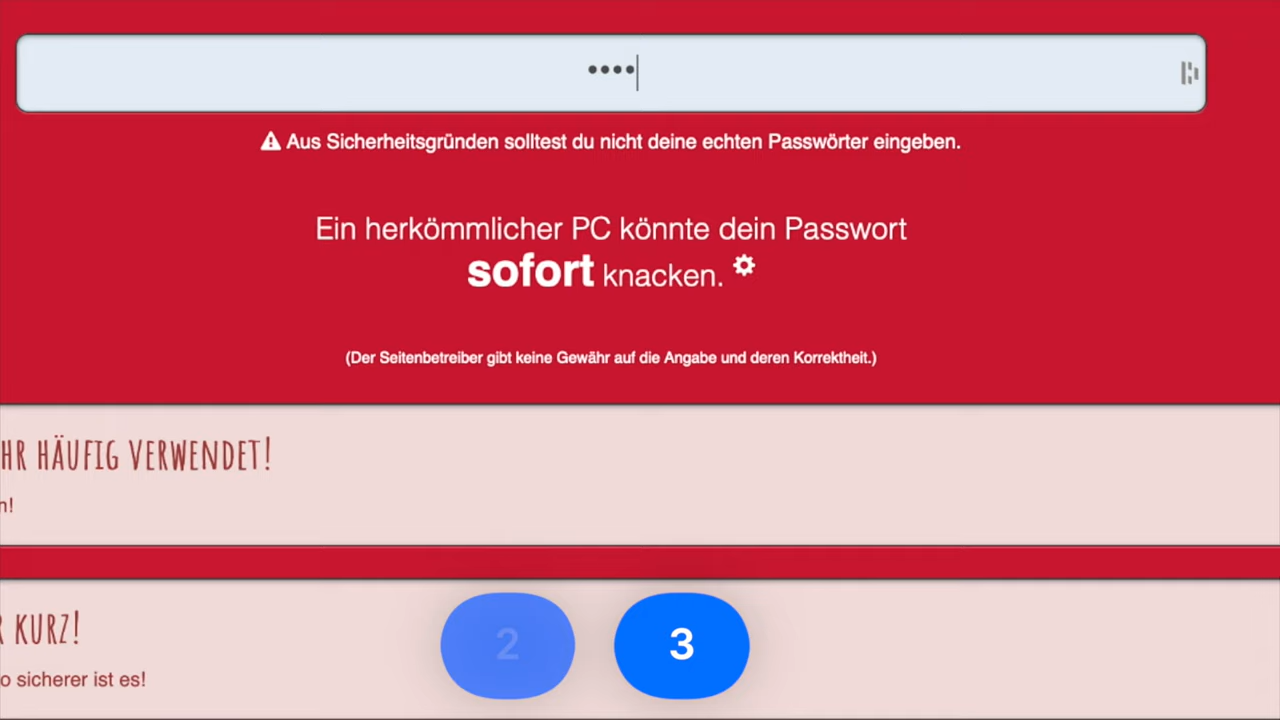 ••••
Aus Sicherheitsgründen solltest du nicht deine echten Passwörter eingeben.
Ein herkömmlicher PC könnte dein Passwort
sofort knacken.
(Der Seitenbetreiber gibt keine Gewähr auf die Angabe und deren Korrektheit.)
HR HÄUFIG VERWENDET!
n!
R KURZ!
o sicherer ist es!
2 3